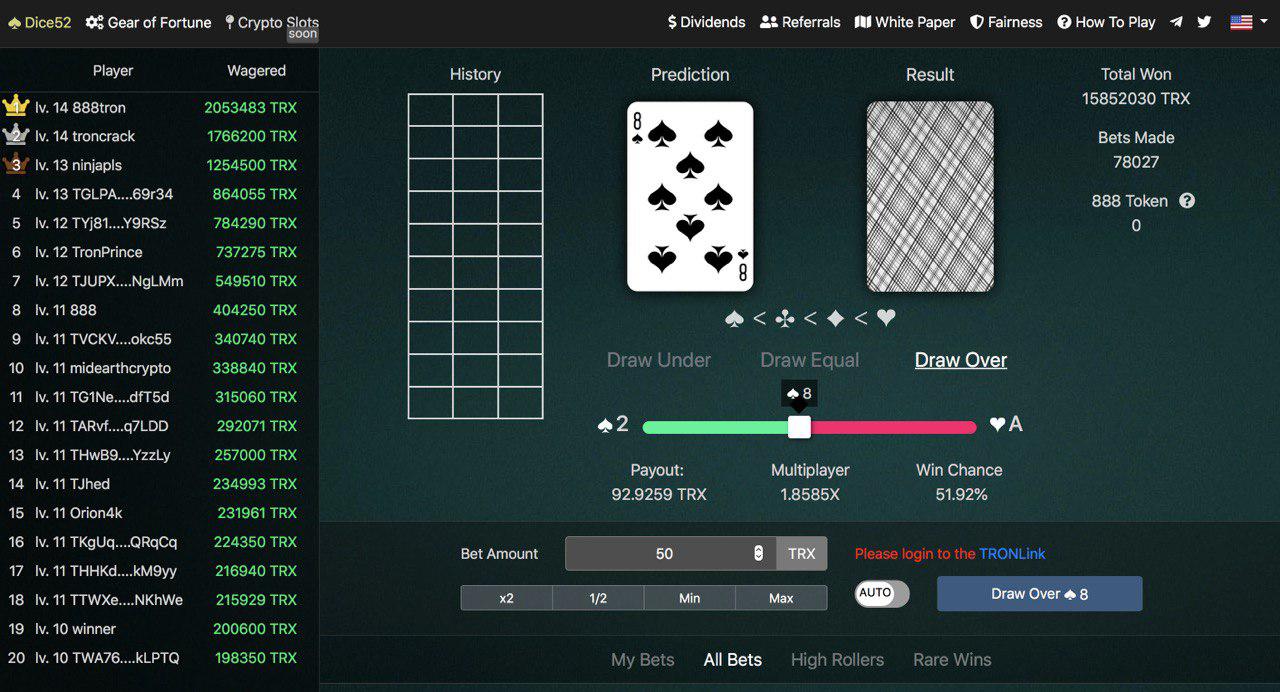 Dice52 Gear of Fortune Crypto Slots soon $ Dividends Referrals White Paper Fairness How To Play
Player Wagered
1 lv. 14 888tron 2053483 TRX
2 lv. 14 troncrack 1766200 TRX
3 lv. 13 ninjapls 1254500 TRX
4 lv. 13 TGLPA....69r34 864055 TRX
5 lv. 12 TYj81....Y9RSz 784290 TRX
6 lv. 12 TronPrince 737275 TRX
7 lv. 12 TJUPX....NgLMm 549510 TRX
8 lv. 11 888 404250 TRX
9 lv. 11 TVCKV....okc55 340740 TRX
10 lv. 11 midearthcrypto 338840 TRX
11 lv. 11 TG1Ne....dfT5d 315060 TRX
12 lv. 11 TARvf....q7LDD 292071 TRX
13 lv. 11 THwB9....YzzLy 257000 TRX
14 lv. 11 TJhed 234993 TRX
15 lv. 11 Orion4k 231961 TRX
16 lv. 11 TKgUq....QRqCq 224350 TRX
17 lv. 11 THHKd....kM9yy 216940 TRX
18 lv. 11 TTWXe....NKhWe 215929 TRX
19 lv. 10 winner 200600 TRX
20 lv. 10 TWA76....kLPTQ 198350 TRX
History
Prediction
Result
8
8
♠ < ♣ < ♦ < ♥
Draw Under Draw Equal Draw Over
♠ 8
♠ 2 ♥ A
Payout: Multiplayer Win Chance
92.9259 TRX 1.8585X 51.92%
Total Won
15852030 TRX
Bets Made
78027
888 Token ?
0
Bet Amount 50 TRX
Please login to the TRONLink
x2 1/2 Min Max
AUTO
Draw Over ♠ 8
My Bets All Bets High Rollers Rare Wins